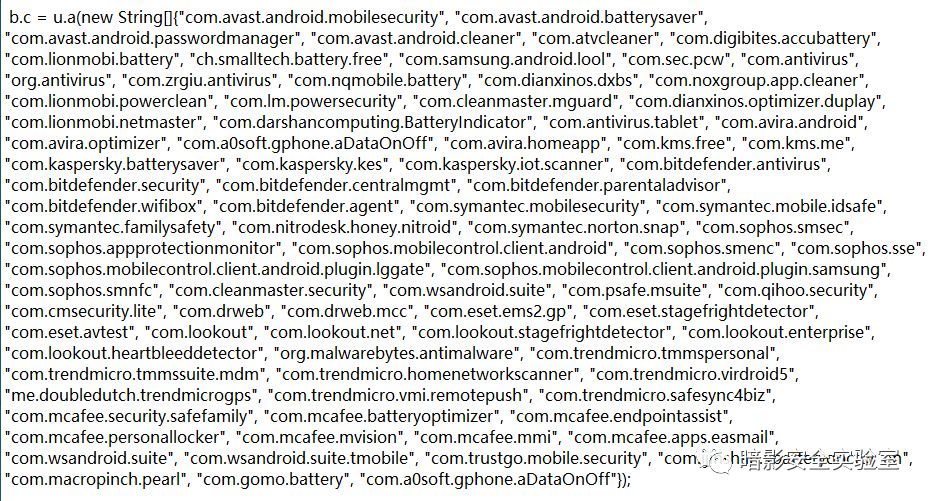 b.c = u.a(new String[]{"com.avast.android.mobilesecurity", "com.avast.android.batterysaver",
"com.avast.android.passwordmanager", "com.avast.android.cleaner", "com.atvcleaner", "com.digibites.accubattery",
"com.lionmobi.battery", "ch.smalltech.battery.free", "com.samsung.android.lool", "com.sec.pcw", "com.antivirus",
"org.antivirus", "com.zrgiu.antivirus", "com.nqmobile.battery", "com.dianxinos.dxbs", "com.noxgroup.app.cleaner",
"com.lionmobi.powerclean", "com.lm.powersecurity", "com.cleanmaster.mguard", "com.dianxinos.optimizer.duplay",
"com.lionmobi.netmaster", "com.darshancomputing.BatteryIndicator", "com.antivirus.tablet", "com.avira.android",
"com.avira.optimizer", "com.a0soft.gphone.aDataOnOff", "com.avira.homeapp", "com.kms.free", "com.kms.me",
"com.kaspersky.batterysaver", "com.kaspersky.kes", "com.kaspersky.iot.scanner", "com.bitdefender.antivirus",
"com.bitdefender.security", "com.bitdefender.centralmgmt", "com.bitdefender.parentaladvisor",
"com.bitdefender.wifibox", "com.bitdefender.agent", "com.symantec.mobilesecurity", "com.symantec.mobile.idsafe",
"com.symantec.familysafety", "com.nitrodesk.honey.nitroid", "com.symantec.norton.snap", "com.sophos.smsec",
"com.sophos.appprotectionmonitor", "com.sophos.mobilecontrol.client.android", "com.sophos.smenc", "com.sophos.sse",
"com.sophos.mobilecontrol.client.android.plugin.lggate", "com.sophos.mobilecontrol.client.android.plugin.samsung",
"com.sophos.smnfc", "com.cleanmaster.security", "com.wsandroid.suite", "com.psafe.msuite", "com.qihoo.security",
"com.cmsecurity.lite", "com.drweb", "com.drweb.mcc", "com.eset.ems2.gp", "com.eset.stagefrightdetector",
"com.eset.avtest", "com.lookout", "com.lookout.net", "com.lookout.stagefrightdetector", "com.lookout.enterprise",
"com.lookout.heartbleeddetector", "org.malwarebytes.antimalware", "com.trendmicro.tmmspersonal",
"com.trendmicro.tmmssuite.mdm", "com.trendmicro.homenetworkscanner", "com.trendmicro.virdroid5",
"me.doubledutch.trendmicrogps", "com.trendmicro.vmi.remotepush", "com.trendmicro.safesync4biz",
"com.mcafee.security.safefamily", "com.mcafee.batteryoptimizer", "com.mcafee.endpointassist",
"com.mcafee.personallocker", "com.mcafee.mvision", "com.mcafee.mmi", "com.mcafee.apps.easmail",
"com.wsandroid.suite", "com.wsandroid.suite.tmobile", "com.trustgo.mobile.security",
暗影安全实验室
"com.macropinch.pearl", "com.gomo.battery", "com.a0soft.gphone.aDataOnOff"});